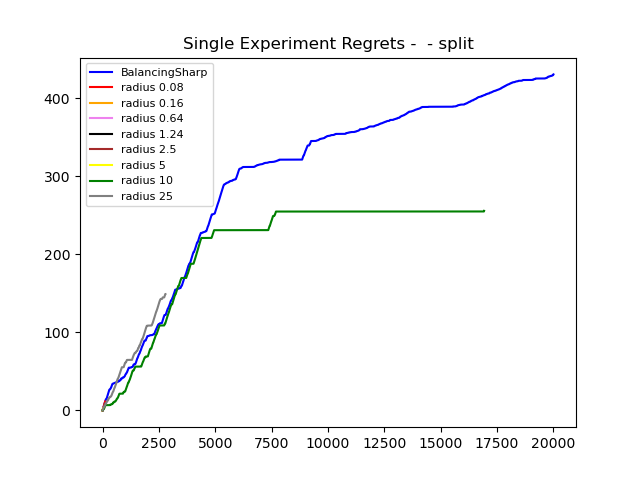 Single Experiment Regrets -  - split
BalancingSharp
radius 0.08
radius 0.16
radius 0.64
radius 1.24
radius 2.5
radius 5
radius 10
radius 25
400
300
200
100
0
0 2500 5000 7500 10000 12500 15000 17500 20000